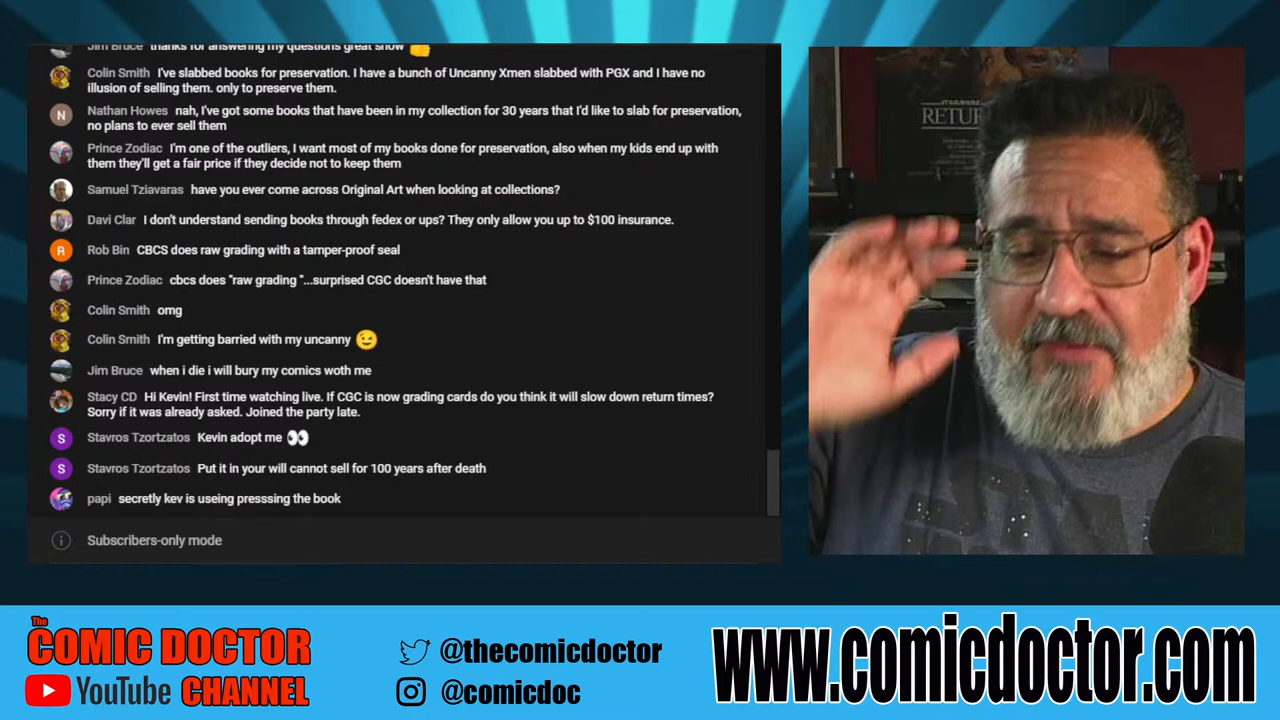 Jim Bruce thanks for answering my questions great show
Colin Smith I've slabbed books for preservation. I have a bunch of Uncanny Xmen slabbed with PGX and I have no
illusion of selling them. only to preserve them.
N Nathan Howes nah, I've got some books that have been in my collection for 30 years that I'd like to slab for preservation,
no plans to ever sell them
Prince Zodiac I'm one of the outliers, I want most of my books done for preservation, also when my kids end up with
them they'll get a fair price if they decide not to keep them
Samuel Tziavaras have you ever come across Original Art when looking at collections?
Davi Clar I don't understand sending books through fedex or ups? They only allow you up to $100 insurance.
R Rob Bin CBCS does raw grading with a tamper-proof seal
Prince Zodiac cbcs does "raw grading "...surprised CGC doesn't have that
Colin Smith omg
Colin Smith I'm getting barried with my uncanny 😉
Jim Bruce when i die i will bury my comics woth me
Stacy CD Hi Kevin! First time watching live. If CGC is now grading cards do you think it will slow down return times?
Sorry if it was already asked. Joined the party late.
S Stavros Tzortzatos Kevin adopt me 👀
S Stavros Tzortzatos Put it in your will cannot sell for 100 years after death
papi secretly kev is useing presssing the book
Subscribers-only mode
RETUR
The
COMIC DOCTOR
YouTube CHANNEL
@thecomicdoctor
@comicdoc
www.comicdoctor.com